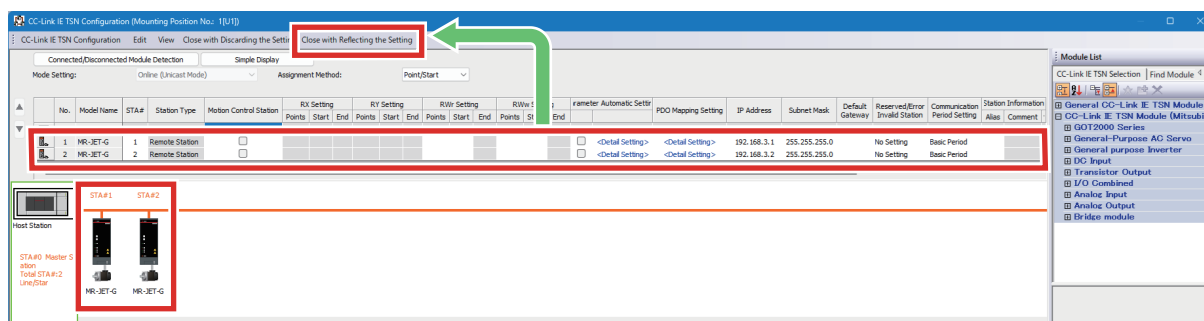 CC-Link IE TSN Configuration (Mounting Position No.: 1[U1])
CC-Link IE TSN Configuration Edit View Close with Discarding the Settin Close with Reflecting the Setting
Connected/Disconnected Module Detection Simple Display
Mode Setting: Online (Unicast Mode) Assignment Method: Point/Start
No. Model Name STA# Station Type Motion Control Station RX Setting RY Setting RWr Setting RWw rameter Automatic Settin PDO Mapping Setting IP Address Subnet Mask Default Gateway Reserved/Error Invalid Station Communication Period Setting Station Information
Points Start End Points Start End Points Start End Points End Alias Comment
1 MR-JET-G 1 Remote Station <Detail Setting> <Detail Setting> 192.168.3.1 255.255.255.0 No Setting Basic Period
2 MR-JET-G 2 Remote Station <Detail Setting> <Detail Setting> 192.168.3.2 255.255.255.0 No Setting Basic Period
STA#1 STA#2
Host Station
STA#0 Master S
ation
Total STA#:2
Line/Star
MR-JET-G MR-JET-G
Module List
CC-Link IE TSN Selection Find Module
General CC-Link IE TSN Module
CC-Link IE TSN Module (Mitsubi
GOT2000 Series
General-Purpose AC Servo
General purpose Inverter
DC Input
Transistor Output
I/O Combined
Analog Input
Analog Output
Bridge module